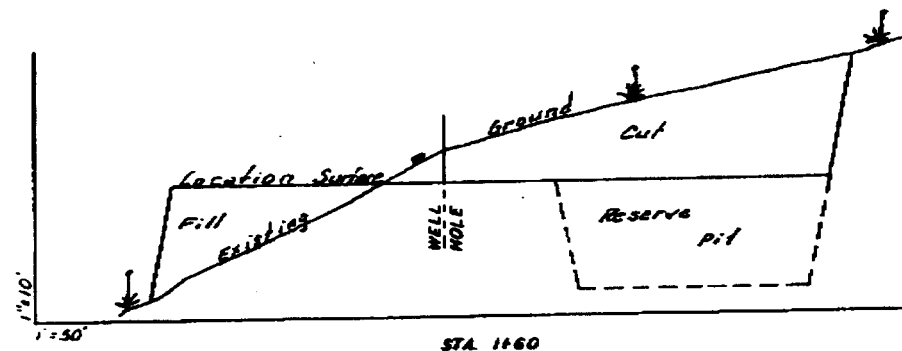 Ground
Cut
Location Surface
Fill
Existing
WELL
HOLE
Reserve
Pit
1"=10'
1"=50'
STA 1+60